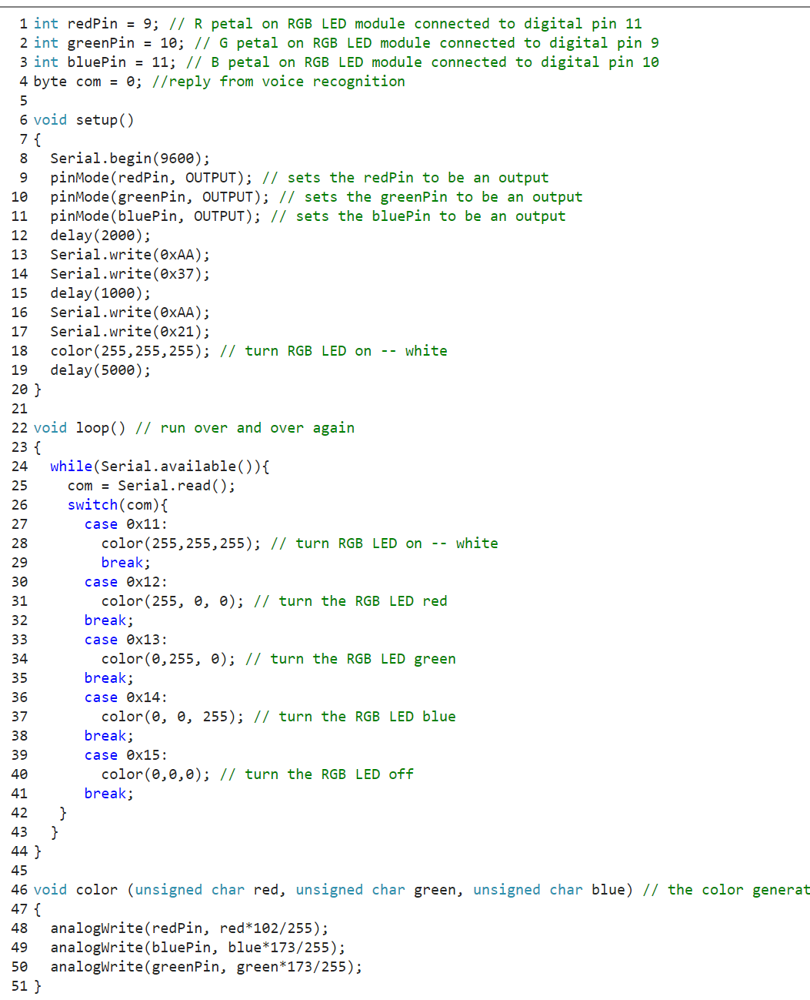 1 int redPin = 9; // R petal on RGB LED module connected to digital pin 11
2 int greenPin = 10; // G petal on RGB LED module connected to digital pin 9
3 int bluePin = 11; // B petal on RGB LED module connected to digital pin 10
4 byte com = 0; //reply from voice recognition
5
6 void setup()
7 {
8   Serial.begin(9600);
9   pinMode(redPin, OUTPUT); // sets the redPin to be an output
10   pinMode(greenPin, OUTPUT); // sets the greenPin to be an output
11   pinMode(bluePin, OUTPUT); // sets the bluePin to be an output
12   delay(2000);
13   Serial.write(0xAA);
14   Serial.write(0x37);
15   delay(1000);
16   Serial.write(0xAA);
17   Serial.write(0x21);
18   color(255,255,255); // turn RGB LED on -- white
19   delay(5000);
20 }
21
22 void loop() // run over and over again
23 {
24   while(Serial.available()){
25     com = Serial.read();
26     switch(com){
27       case 0x11:
28         color(255,255,255); // turn RGB LED on -- white
29         break;
30       case 0x12:
31         color(255, 0, 0); // turn the RGB LED red
32       break;
33       case 0x13:
34         color(0,255, 0); // turn the RGB LED green
35       break;
36       case 0x14:
37         color(0, 0, 255); // turn the RGB LED blue
38       break;
39       case 0x15:
40         color(0,0,0); // turn the RGB LED off
41       break;
42    }
43   }
44 }
45
46 void color (unsigned char red, unsigned char green, unsigned char blue) // the color generat
47 {
48   analogWrite(redPin, red*102/255);
49   analogWrite(bluePin, blue*173/255);
50   analogWrite(greenPin, green*173/255);
51 }